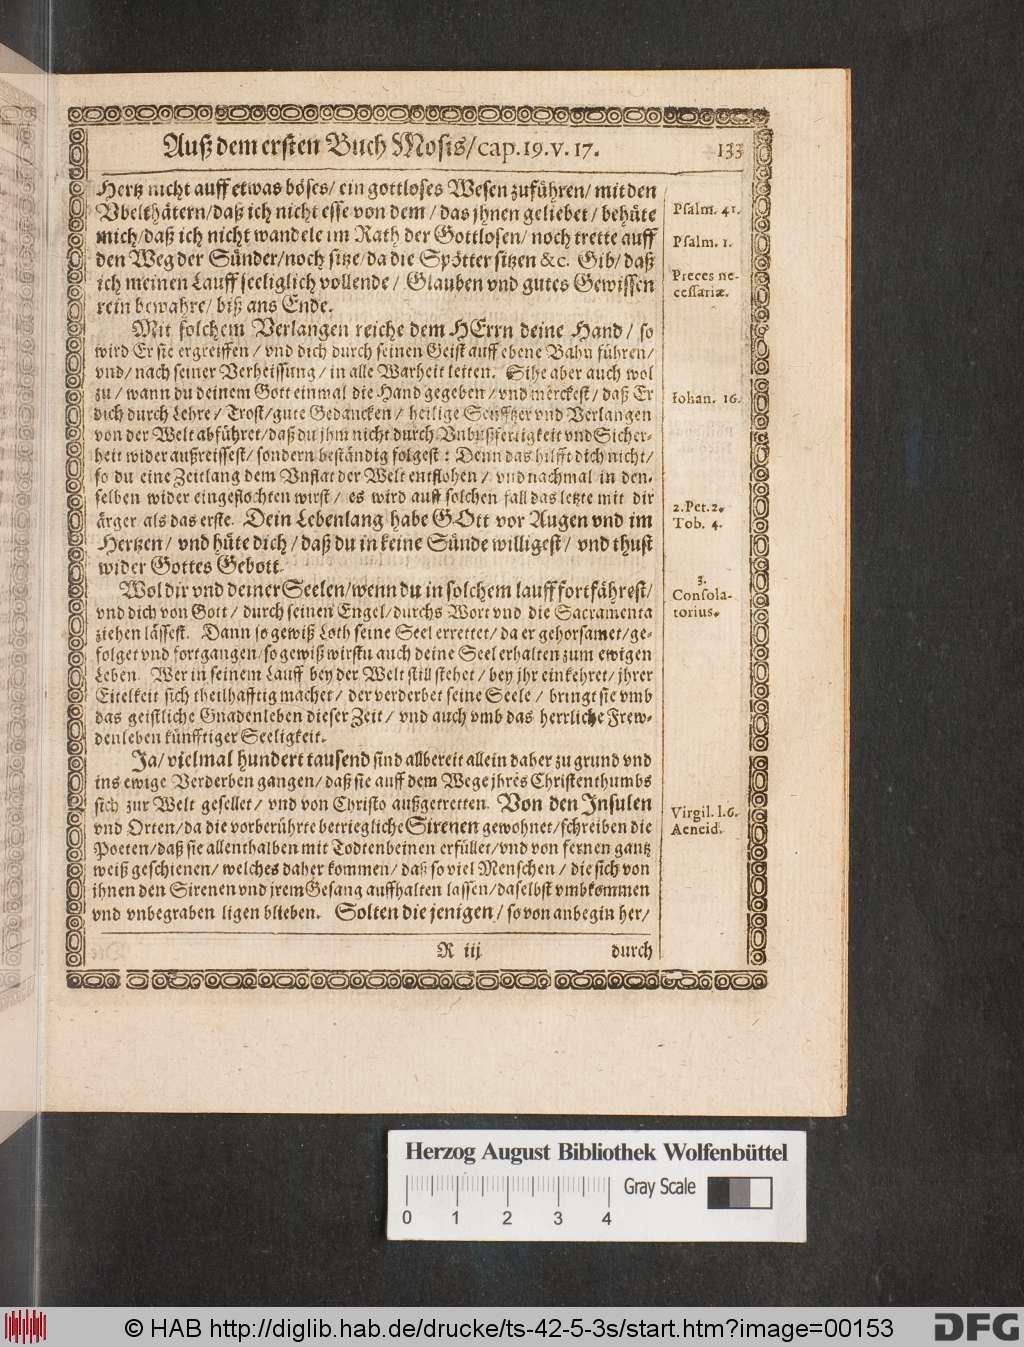 Auß dem ersten Buch Mosis/ cap. 19. v. 17. 133
Hertz nicht auff etwas böses/ ein gottloses Wesen zuführen/ mit den
Vbelthätern/ daß ich nicht esse von dem/ das jhnen geliebet/ behüte
mich/ daß ich nicht wandele im Rath der Gottlosen/ noch trette auff
den Weg der Sünder/ noch sitze/ da die Spötter sitzen &c. Gib/ daß
ich meinen Lauff seeliglich vollende/ Glauben vnd gutes Gewissen
rein bewahre/ biß ans Ende.
Psalm. 41.
Psalm. 1.
Preces ne-
cessariæ.
Mit solchem Verlangen reiche dem HErrn deine Hand/ so
wird Er sie ergreiffen/ vnd dich durch seinen Geist auff ebene Bahn führen/
vnd/ nach seiner Verheissung/ in alle Warheit leiten. Sihe aber auch wol
zu/ wann du deinem Gott einmal die Hand gegeben/ vnd merckest/ daß Er
dich durch Lehre/ Trost/ gute Gedancken/ heilige Seufftzer vnd Verlangen
von der Welt abführet/ daß du jhm nicht durch Vnbußfertigkeit vnd Sicher-
heit wider außreissest/ sondern beständig folgest: Denn das hilfft dich nicht/
so du eine Zeitlang dem Vnflat der Welt entflohen/ vnd nachmal in den-
selben wider eingeflochten wirst/ es wird auff solchen fall das letzte mit dir
ärger als das erste. Dein Lebenlang habe GOtt vor Augen vnd im
Hertzen/ vnd hüte dich/ daß du in keine Sünde willigest/ vnd thust
wider Gottes Gebott.
Iohan. 16.
2. Pet. 2.
Tob. 4.
Wol dir vnd deiner Seelen/ wenn du in solchem lauff fortfährest/
vnd dich von Gott/ durch seinen Engel/ durchs Wort vnd die Sacramenta
ziehen lässest. Dann so gewiß Loth seine Seel errettet/ da er gehorsamet/ ge-
folget vnd fortgangen/ so gewiß wirstu auch deine Seel erhalten zum ewigen
Leben. Wer in seinem Lauff bey der Welt still stehet/ bey jhr einkehret/ jhrer
Eitelkeit sich theilhafftig machet/ der verderbet seine Seele/ bringt sie vmb
das geistliche Gnadenleben dieser Zeit/ vnd auch vmb das herrliche Frew-
denleben künfftiger Seeligkeit.
3.
Consola-
torius.
Ja/ vielmal hundert tausend sind allbereit allein daher zu grund vnd
ins ewige Verderben gangen/ daß sie auff dem Wege jhres Christenthumbs
sich zur Welt gesellet/ vnd von Christo außgetretten. Von den Insulen
vnd Orten/ da die vorberührte betriegliche Sirenen gewohnet/ schreiben die
Poeten/ daß sie allenthalben mit Todtenbeinen erfüllet/ vnd von fernen gantz
weiß geschienen/ welches daher kommen/ daß so viel Menschen/ die sich von
ihnen den Sirenen vnd jrem Gesang auffhalten lassen/ daselbst vmbkommen
vnd vnbegraben ligen blieben. Solten die jenigen/ so von anbegin her/
Virgil. l. 6.
Aeneid.
R iij durch
Herzog August Bibliothek Wolfenbüttel
0 1 2 3 4
Gray Scale
© HAB http://diglib.hab.de/drucke/ts-42-5-3s/start.htm?image=00153
DFG